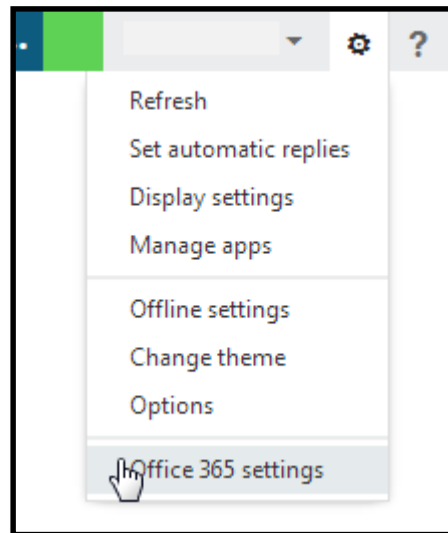 ?
Refresh
Set automatic replies
Display settings
Manage apps
Offline settings
Change theme
Options
Office 365 settings